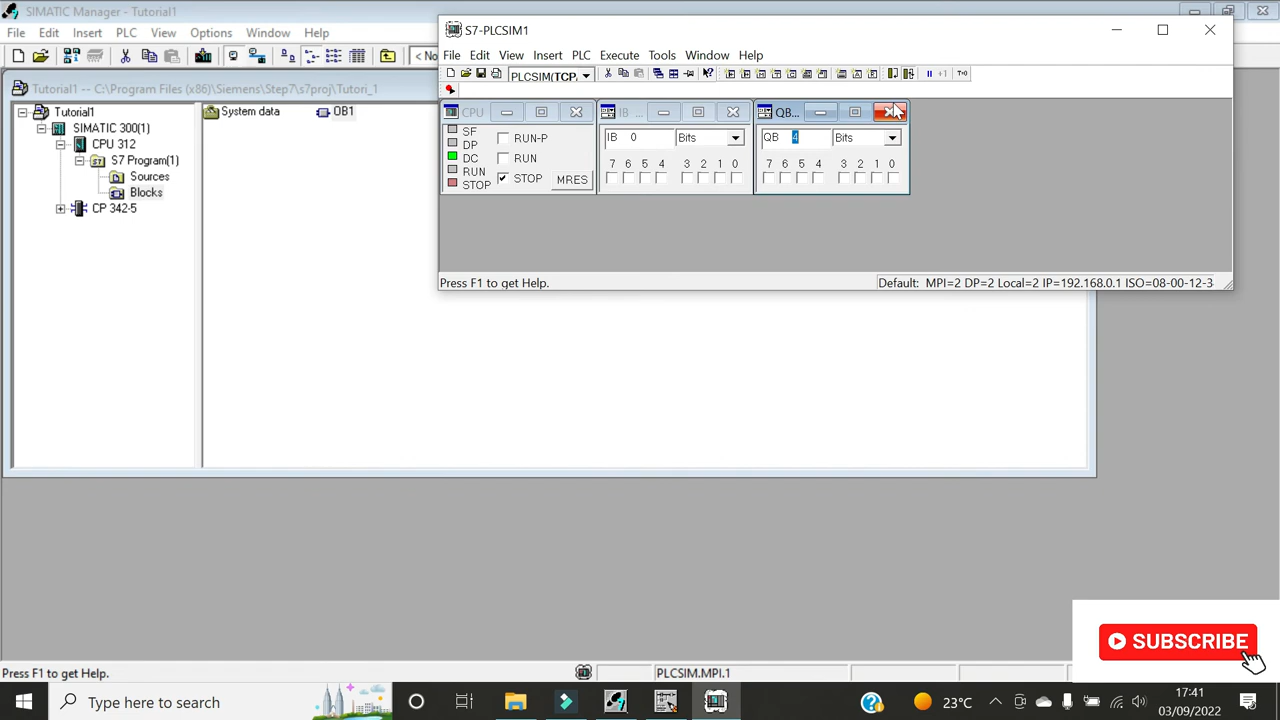 SIMATIC Manager - Tutorial1
File Edit Insert PLC View Options Window Help
< No
Tutorial1 -- C:\Program Files (x86)\Siemens\Step7\s7proj\Tutori_1
Tutorial1
SIMATIC 300(1)
CPU 312
S7 Program(1)
Sources
Blocks
CP 342-5
System data
OB1
S7-PLCSIM1
File Edit View Insert PLC Execute Tools Window Help
PLCSIM(TCP,
+1
T=0
CPU
SF
DP
DC
RUN
STOP
RUN-P
RUN
STOP
MRES
IB ...
IB 0 Bits
7 6 5 4 3 2 1 0
QB...
QB 4 Bits
7 6 5 4 3 2 1 0
Press F1 to get Help.
Default: MPI=2 DP=2 Local=2 IP=192.168.0.1 ISO=08-00-12-3
SUBSCRIBE
Press F1 to get Help.
PLCSIM.MPI.1
Type here to search
23°C
17:41
03/09/2022